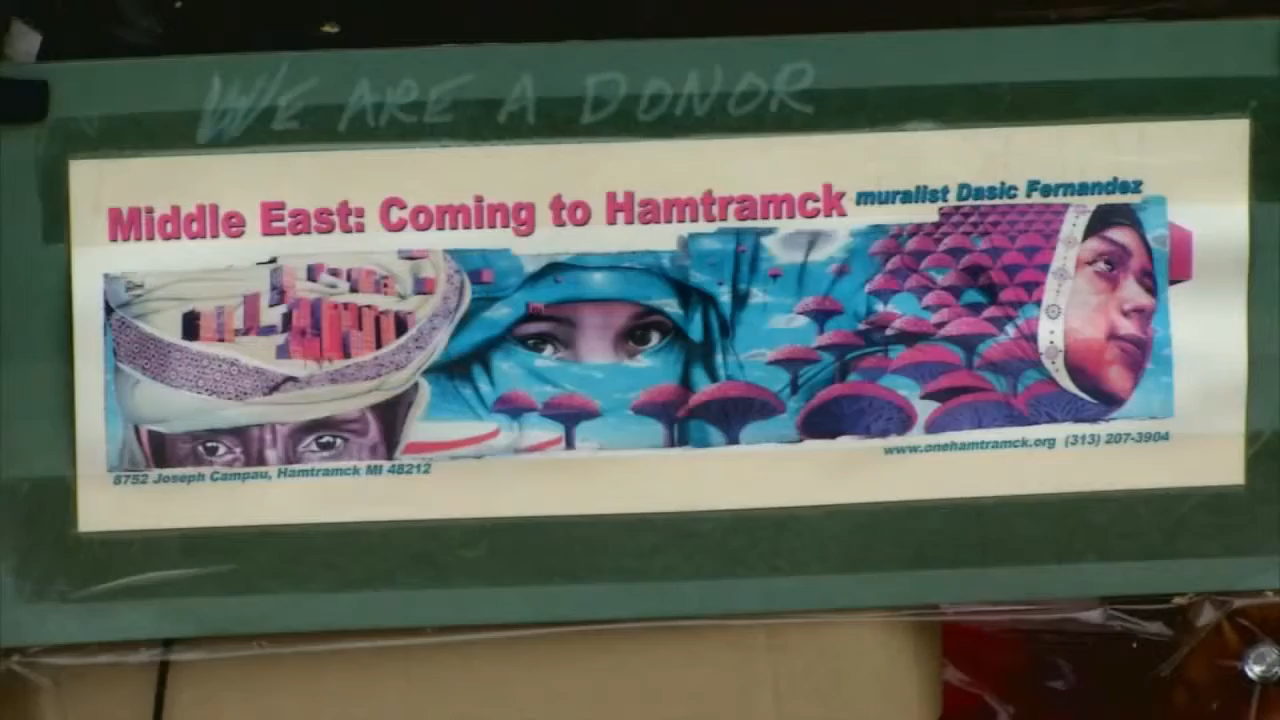 WE ARE A DONOR
Middle East: Coming to Hamtramck muralist Dasic Fernandez
8752 Joseph Campau, Hamtramck MI 48212
www.onehamtramck.org (313) 207-3904